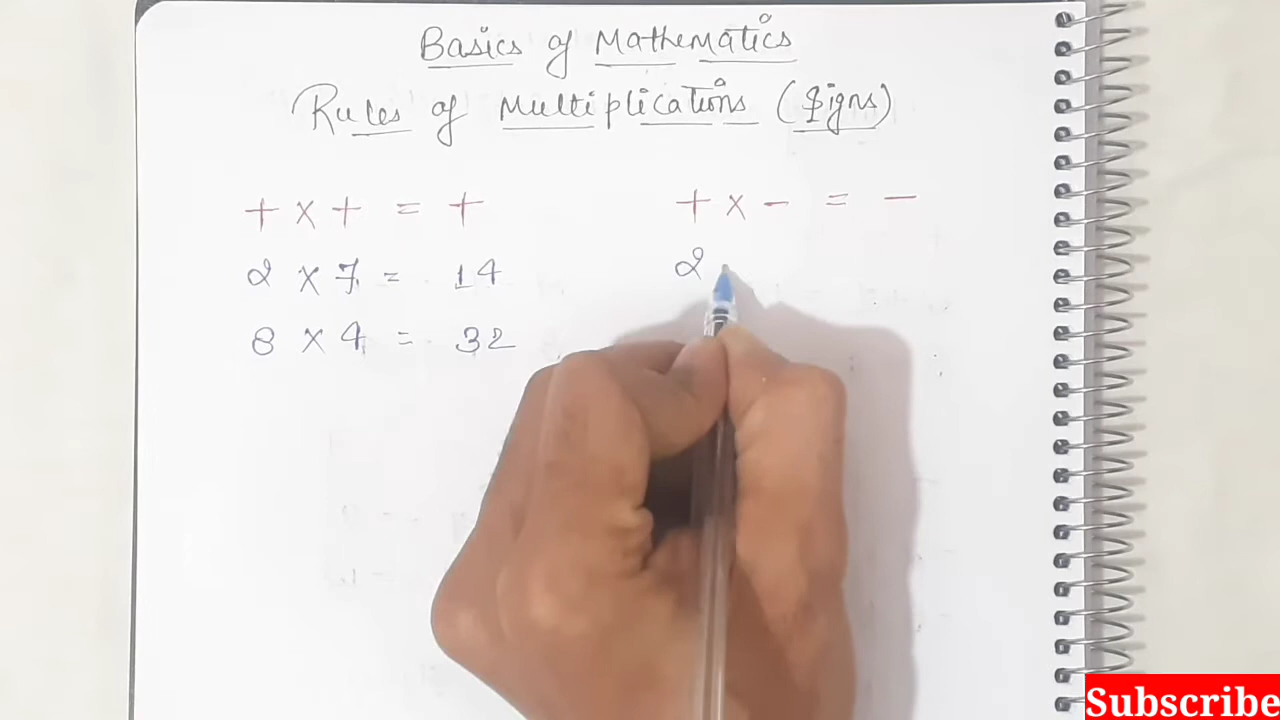 Basics of Mathematics
Rules of Multiplications (Signs)
+ x + = +
2 x 7 = 14
8 x 4 = 32
+ x - = -
2
Subscribe